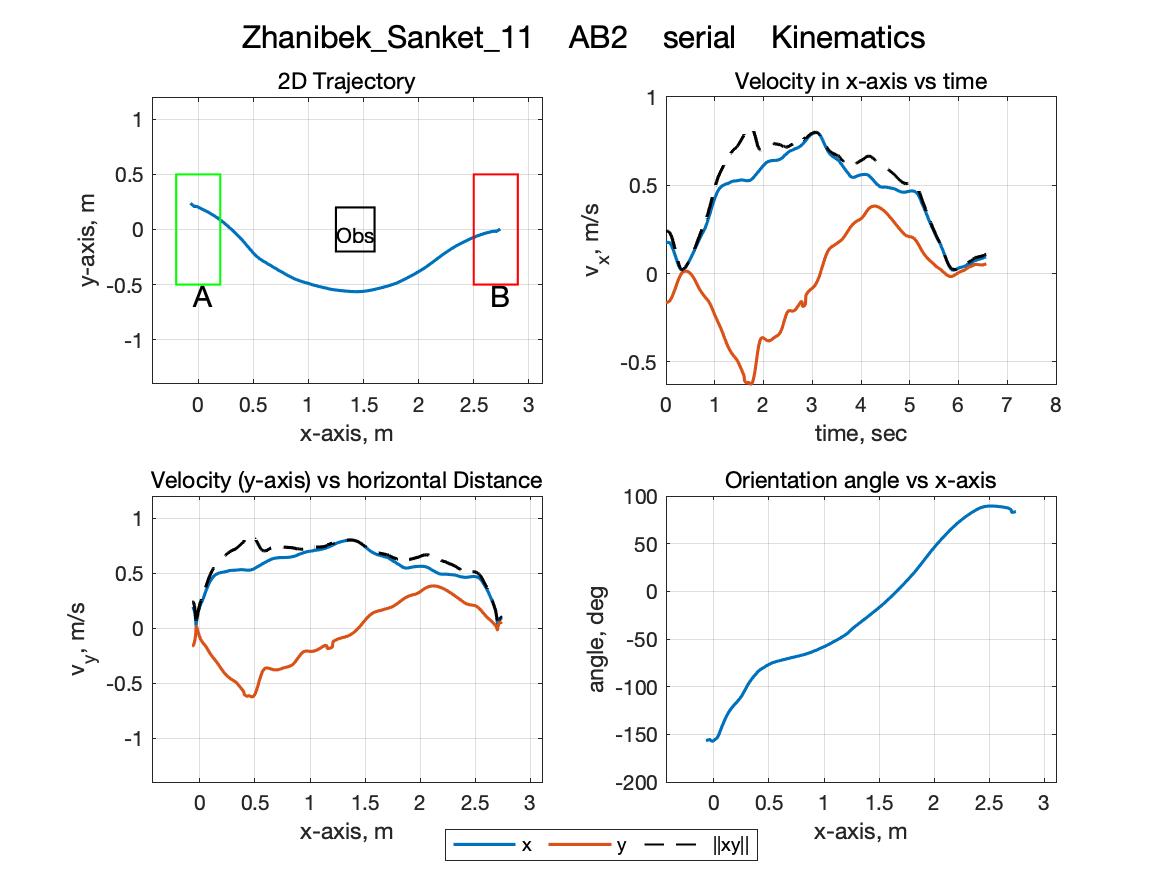 Zhanibek_Sanket_11 AB2 serial Kinematics
2D Trajectory
1
0.5
0
-0.5
-1
y-axis, m
A
Obs
B
0 0.5 1 1.5 2 2.5 3
x-axis, m
Velocity in x-axis vs time
1
0.5
0
-0.5
vx, m/s
0 1 2 3 4 5 6 7 8
time, sec
Velocity (y-axis) vs horizontal Distance
1
0.5
0
-0.5
-1
vy, m/s
0 0.5 1 1.5 2 2.5 3
x-axis, m
Orientation angle vs x-axis
100
50
0
-50
-100
-150
-200
angle, deg
0 0.5 1 1.5 2 2.5 3
x-axis, m
x y ||xy||